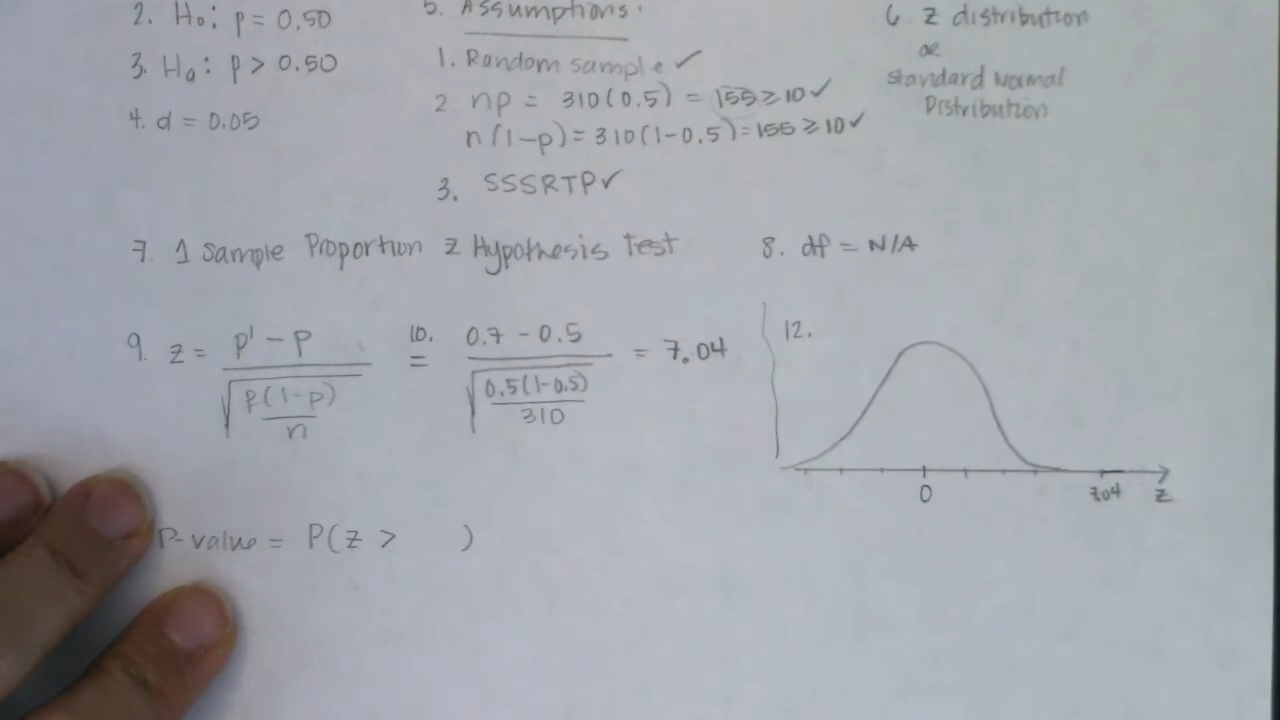 2. H₀: p = 0.50
3. Hₐ: p > 0.50
4. α = 0.05
5. Assumptions:
1. Random sample ✓
2 np = 310(0.5) = 155 ≥ 10 ✓
n(1-p) = 310(1-0.5) = 155 ≥ 10 ✓
3. SSSRTP ✓
6. z distribution
or
Standard Normal
Distribution
7. 1 Sample Proportion z Hypothesis Test
8. df = N/A
9. z = p' - p / √(p(1-p)/n) 10. = 0.7 - 0.5 / √(0.5(1-0.5)/310) = 7.04
12.
0 7.04 z
P-value = P(z > )